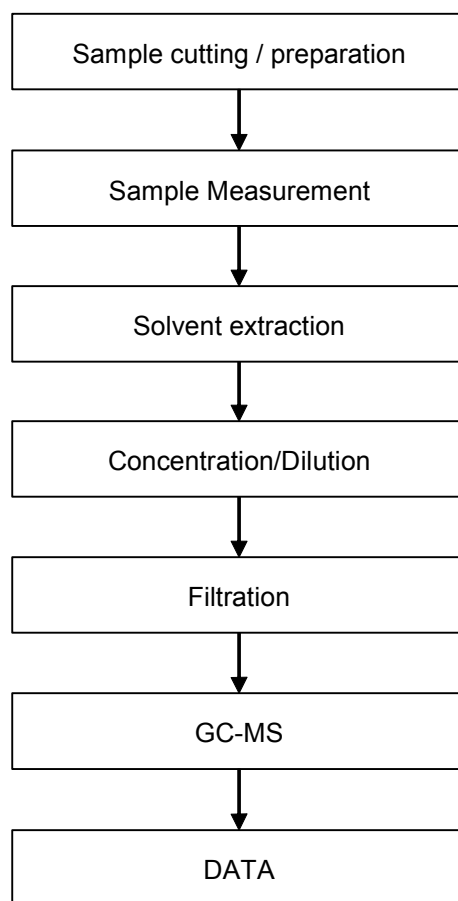 Sample cutting / preparation
Sample Measurement
Solvent extraction
Concentration/Dilution
Filtration
GC-MS
DATA